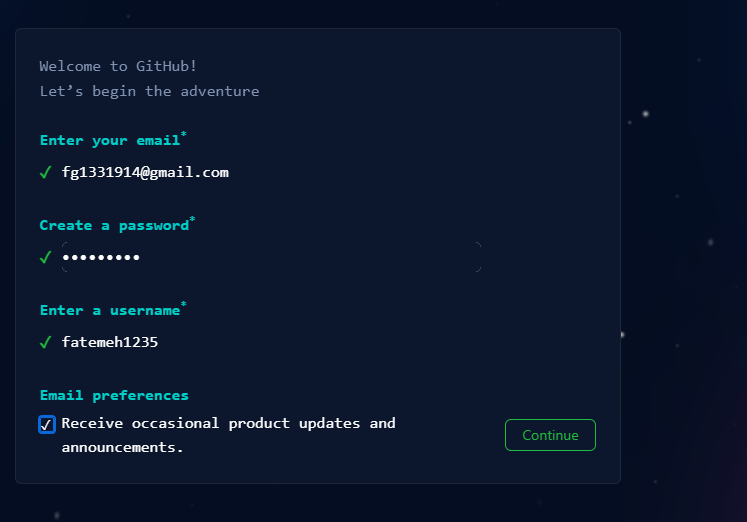 Welcome to GitHub!
Let’s begin the adventure
Enter your email*
✓ fg1331914@gmail.com
Create a password*
✓ •••••••••
Enter a username*
✓ fatemeh1235
Email preferences
✓ Receive occasional product updates and
announcements.
Continue